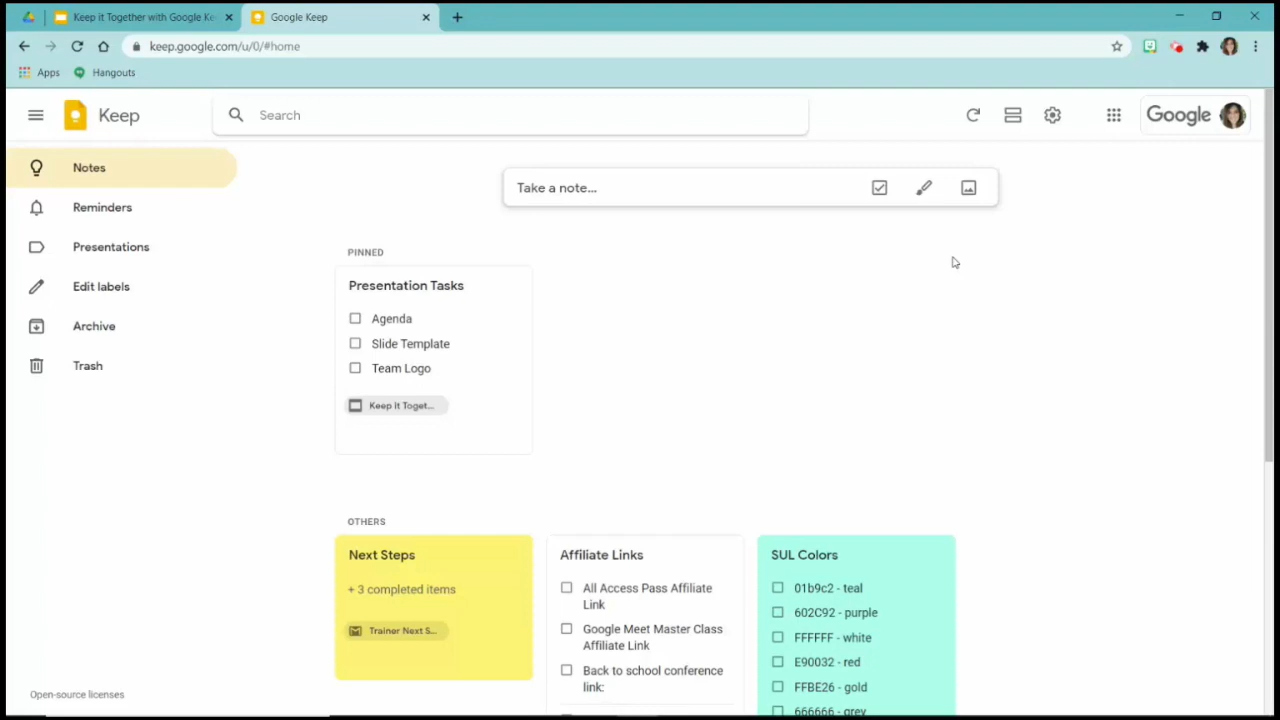 Keep it Together with Google Ke
Google Keep
keep.google.com/u/0/#home
Apps
Hangouts
Keep
Search
Google
Notes
Reminders
Presentations
Edit labels
Archive
Trash
Take a note...
PINNED
Presentation Tasks
Agenda
Slide Template
Team Logo
Keep It Toget...
OTHERS
Next Steps
+ 3 completed items
Trainer Next S...
Affiliate Links
All Access Pass Affiliate
Link
Google Meet Master Class
Affiliate Link
Back to school conference
link:
SUL Colors
01b9c2 - teal
602C92 - purple
FFFFFF - white
E90032 - red
FFBE26 - gold
666666 - grey
Open-source licenses